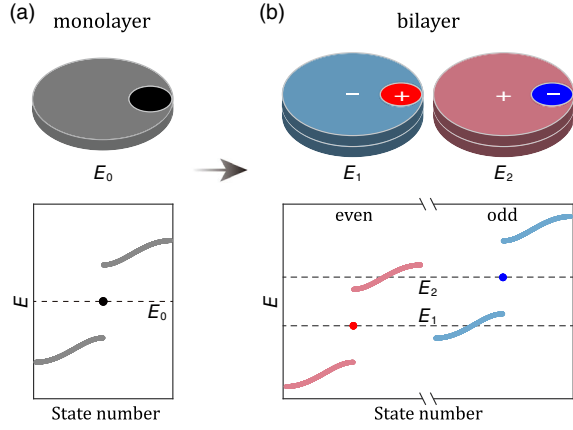 (a)
monolayer
E₀
E
E₀
State number
(b)
bilayer
−
+
+
−
E₁
E₂
even
odd
E
E₂
E₁
State number